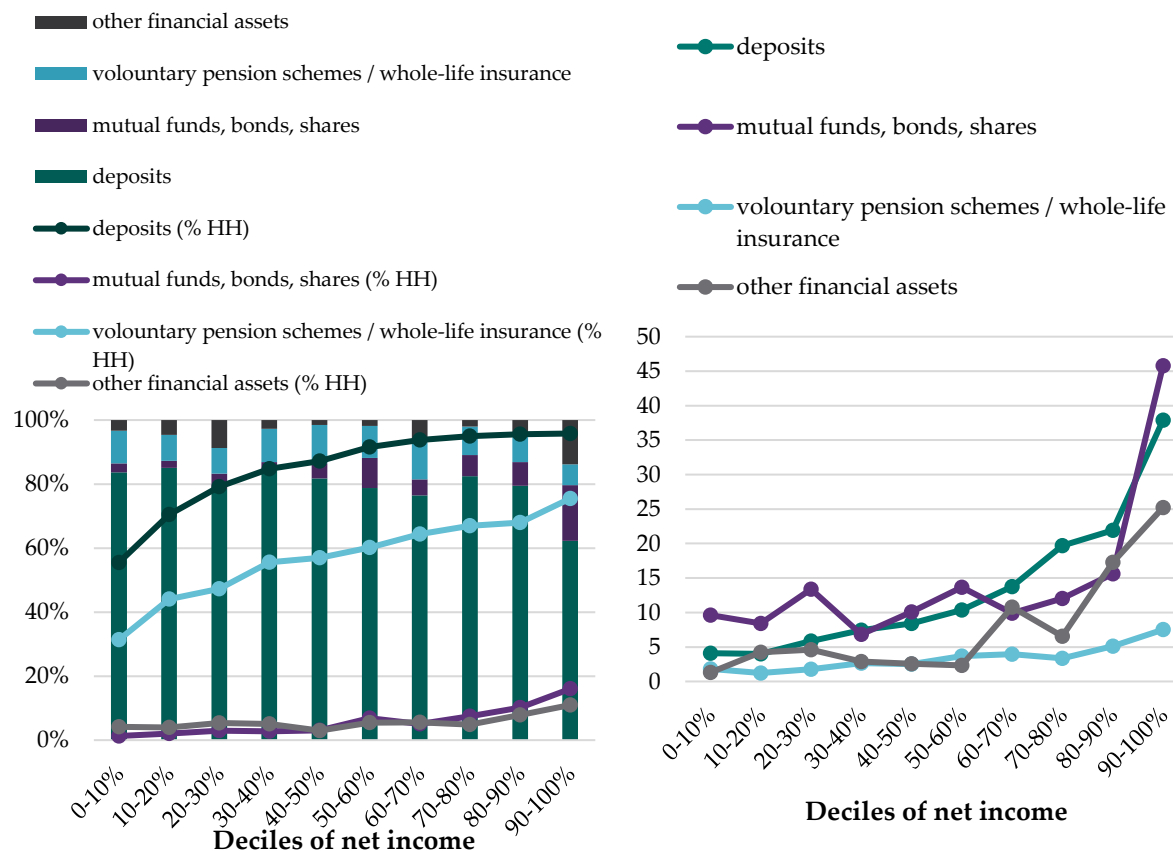 other financial assets
volountary pension schemes / whole-life insurance
mutual funds, bonds, shares
deposits
deposits (% HH)
mutual funds, bonds, shares (% HH)
volountary pension schemes / whole-life insurance (%
HH)
other financial assets (% HH)
100%
80%
60%
40%
20%
0%
0-10%
10-20%
20-30%
30-40%
40-50%
50-60%
60-70%
70-80%
80-90%
90-100%
Deciles of net income
deposits
mutual funds, bonds, shares
volountary pension schemes / whole-life
insurance
other financial assets
50
45
40
35
30
25
20
15
10
5
0
0-10%
10-20%
20-30%
30-40%
40-50%
50-60%
60-70%
70-80%
80-90%
90-100%
Deciles of net income